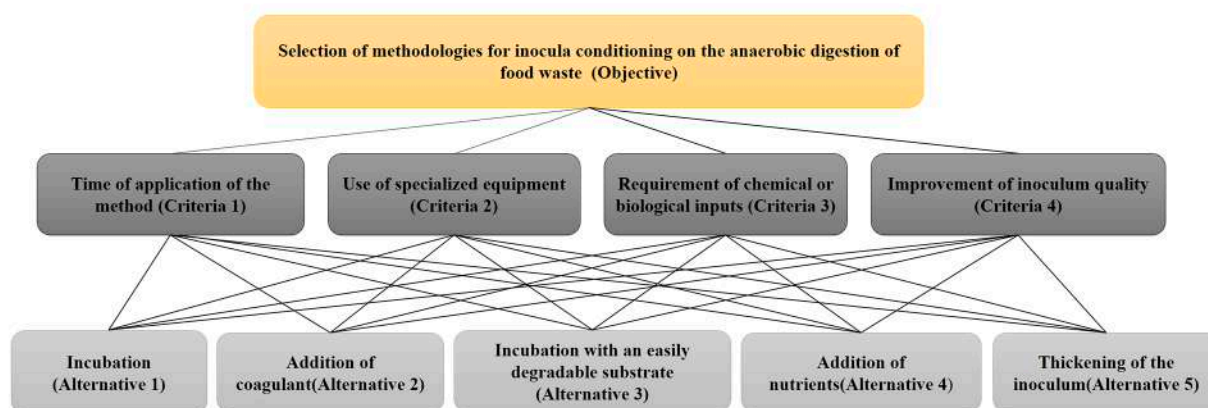 Selection of methodologies for inocula conditioning on the anaerobic digestion of
food waste (Objective)
Time of application of the
method (Criteria 1)
Use of specialized equipment
(Criteria 2)
Requirement of chemical or
biological inputs (Criteria 3)
Improvement of inoculum quality
(Criteria 4)
Incubation
(Alternative 1)
Addition of
coagulant(Alternative 2)
Incubation with an easily
degradable substrate
(Alternative 3)
Addition of
nutrients(Alternative 4)
Thickening of the
inoculum(Alternative 5)